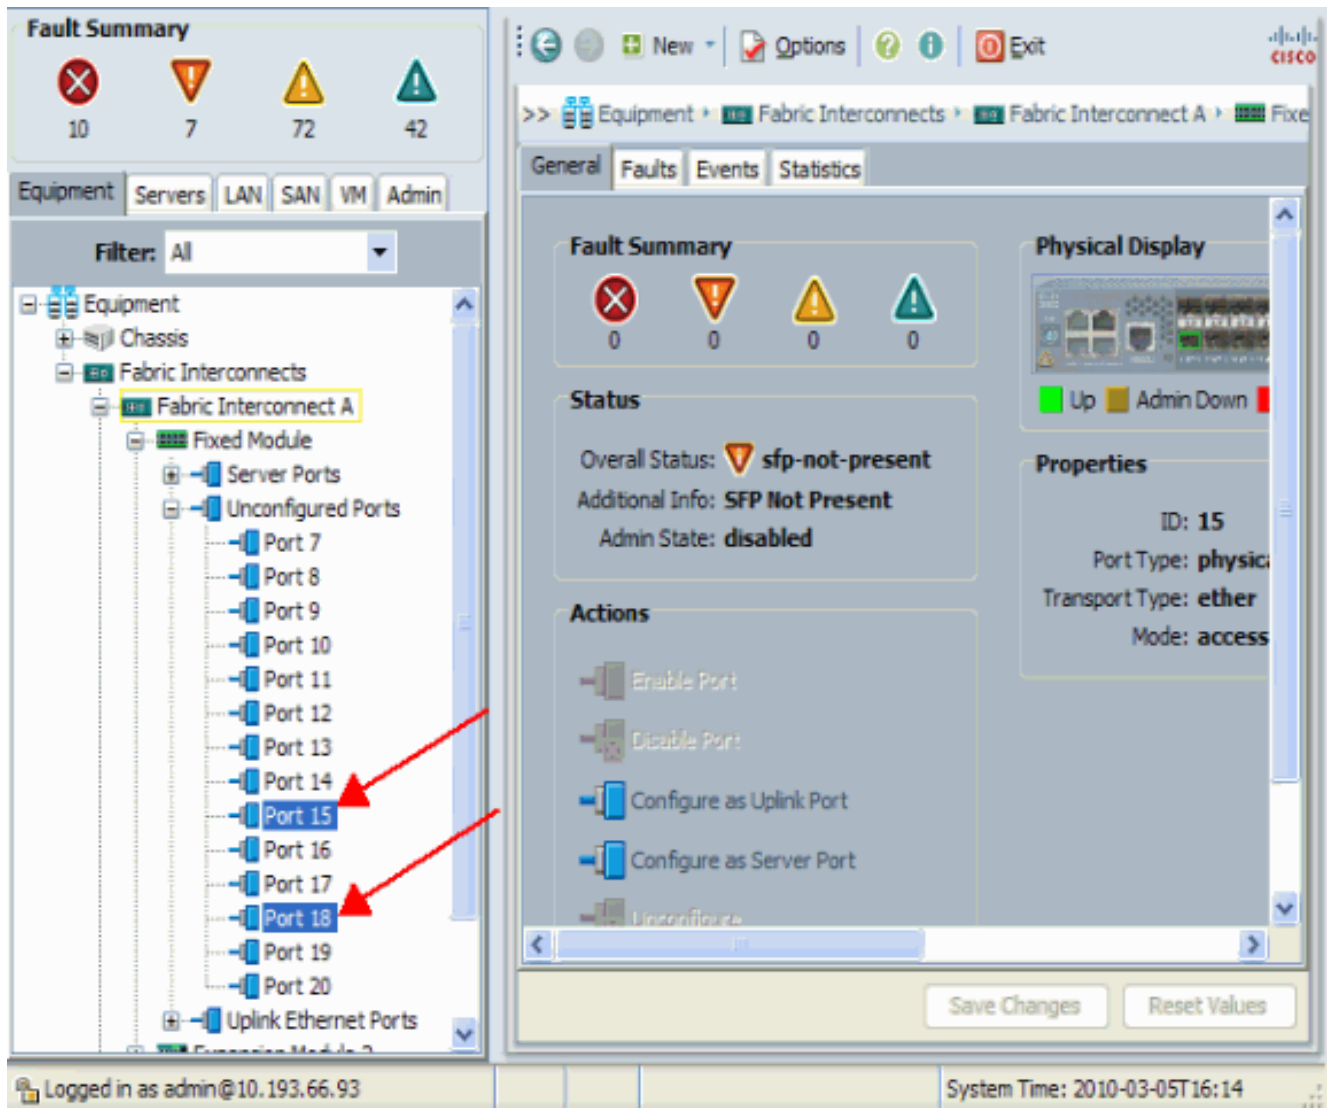 Fault Summary
10 7 72 42
Equipment Servers LAN SAN VM Admin
Filter: All
Equipment
Chassis
Fabric Interconnects
Fabric Interconnect A
Fixed Module
Server Ports
Unconfigured Ports
Port 7
Port 8
Port 9
Port 10
Port 11
Port 12
Port 13
Port 14
Port 15
Port 16
Port 17
Port 18
Port 19
Port 20
Uplink Ethernet Ports
Expansion Module 2
New Options Exit
CISCO
>> Equipment Fabric Interconnects Fabric Interconnect A Fixe
General Faults Events Statistics
Fault Summary
0 0 0 0
Status
Overall Status: sfp-not-present
Additional Info: SFP Not Present
Admin State: disabled
Actions
Enable Port
Disable Port
Configure as Uplink Port
Configure as Server Port
Unconfigure
Physical Display
Up Admin Down
Properties
ID: 15
Port Type: physica
Transport Type: ether
Mode: access
Save Changes Reset Values
Logged in as admin@10.193.66.93
System Time: 2010-03-05T16:14